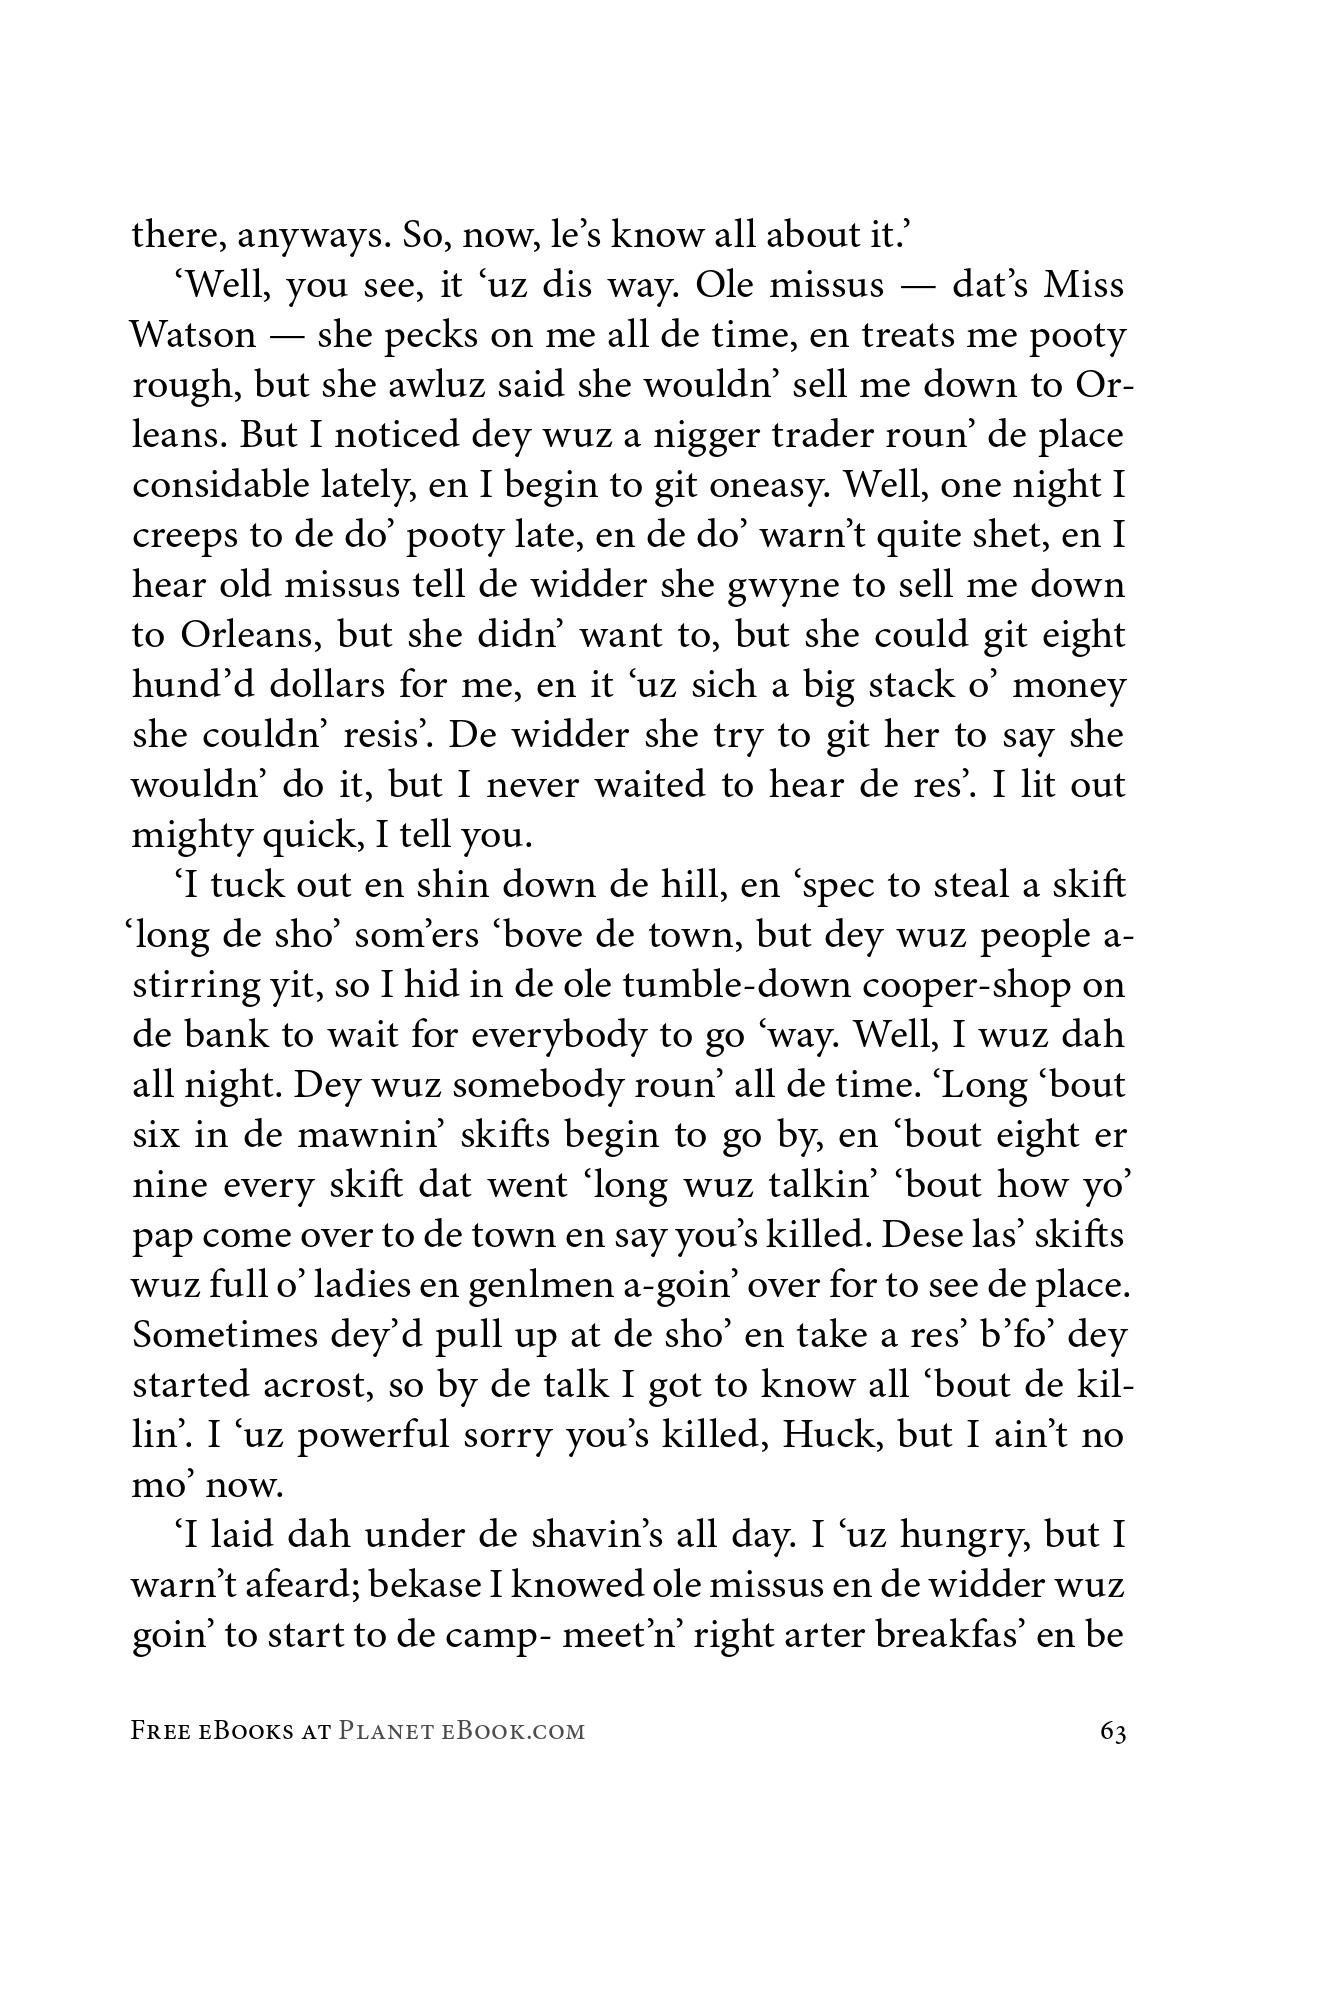 there, anyways. So, now, le’s know all about it.’
‘Well, you see, it ‘uz dis way. Ole missus — dat’s Miss
Watson — she pecks on me all de time, en treats me pooty
rough, but she awluz said she wouldn’ sell me down to Or-
leans. But I noticed dey wuz a nigger trader roun’ de place
considable lately, en I begin to git oneasy. Well, one night I
creeps to de do’ pooty late, en de do’ warn’t quite shet, en I
hear old missus tell de widder she gwyne to sell me down
to Orleans, but she didn’ want to, but she could git eight
hund’d dollars for me, en it ‘uz sich a big stack o’ money
she couldn’ resis’. De widder she try to git her to say she
wouldn’ do it, but I never waited to hear de res’. I lit out
mighty quick, I tell you.
‘I tuck out en shin down de hill, en ‘spec to steal a skift
‘long de sho’ som’ers ‘bove de town, but dey wuz people a-
stirring yit, so I hid in de ole tumble-down cooper-shop on
de bank to wait for everybody to go ‘way. Well, I wuz dah
all night. Dey wuz somebody roun’ all de time. ‘Long ‘bout
six in de mawnin’ skifts begin to go by, en ‘bout eight er
nine every skift dat went ‘long wuz talkin’ ‘bout how yo’
pap come over to de town en say you’s killed. Dese las’ skifts
wuz full o’ ladies en genlmen a-goin’ over for to see de place.
Sometimes dey’d pull up at de sho’ en take a res’ b’fo’ dey
started acrost, so by de talk I got to know all ‘bout de kil-
lin’. I ‘uz powerful sorry you’s killed, Huck, but I ain’t no
mo’ now.
‘I laid dah under de shavin’s all day. I ‘uz hungry, but I
warn’t afeard; bekase I knowed ole missus en de widder wuz
goin’ to start to de camp- meet’n’ right arter breakfas’ en be
Free eBooks at Planet eBook.com 63